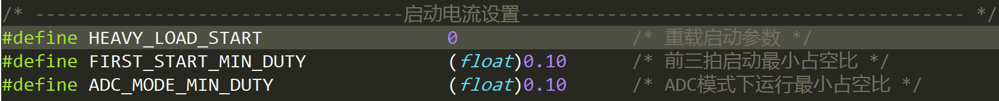 /* ----------------------------------启动电流设置----------------------------------------- */
#define HEAVY_LOAD_START                 0                /* 重载启动参数 */
#define FIRST_START_MIN_DUTY             (float)0.10      /* 前三拍启动最小占空比 */
#define ADC_MODE_MIN_DUTY                (float)0.10      /* ADC模式下运行最小占空比 */